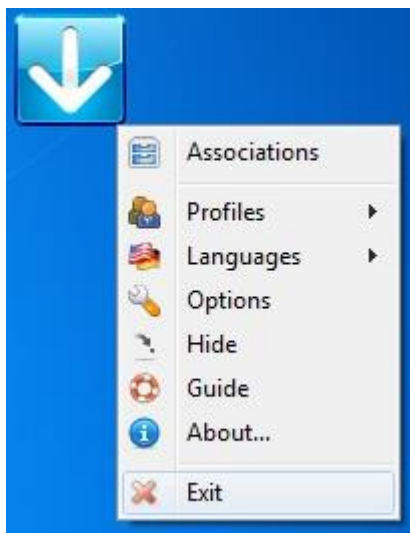 Associations
Profiles
Languages
Options
Hide
Guide
About...
Exit